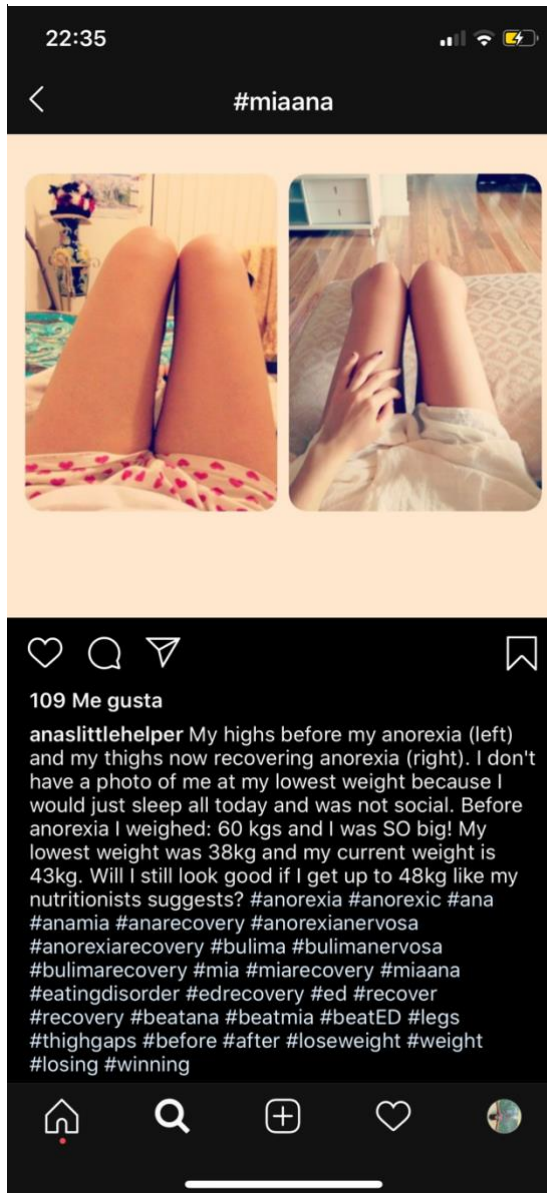 22:35
#miaana
109 Me gusta
anaslittlehelper My highs before my anorexia (left)
and my thighs now recovering anorexia (right). I don't
have a photo of me at my lowest weight because I
would just sleep all today and was not social. Before
anorexia I weighed: 60 kgs and I was SO big! My
lowest weight was 38kg and my current weight is
43kg. Will I still look good if I get up to 48kg like my
nutritionists suggests? #anorexia #anorexic #ana
#anamia #anarecovery #anorexianervosa
#anorexiarecovery #bulima #bulimanervosa
#bulimarecovery #mia #miarecovery #miaana
#eatingdisorder #edrecovery #ed #recover
#recovery #beatana #beatmia #beatED #legs
#thighgaps #before #after #loseweight #weight
#losing #winning